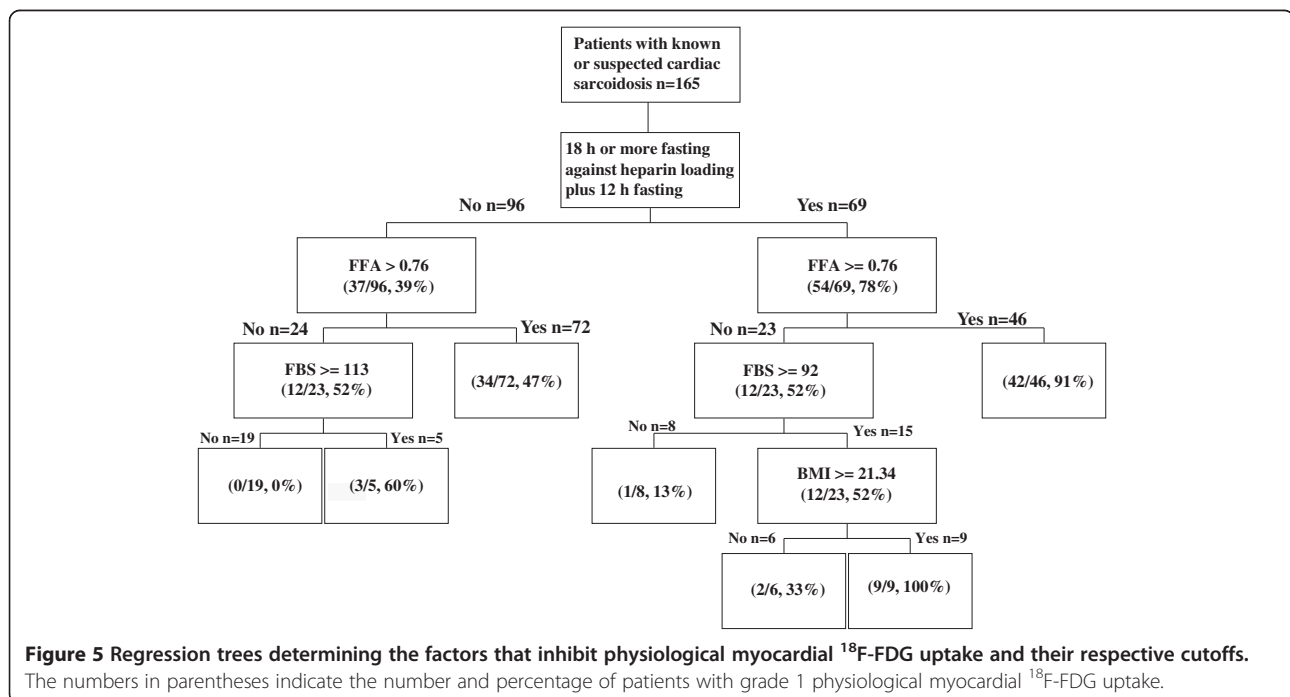 Patients with known
or suspected cardiac
sarcoidosis n=165
18 h or more fasting
against heparin loading
plus 12 h fasting
No n=96
Yes n=69
FFA > 0.76
(37/96, 39%)
FFA >= 0.76
(54/69, 78%)
No n=24
Yes n=72
No n=23
Yes n=46
FBS >= 113
(12/23, 52%)
(34/72, 47%)
FBS >= 92
(12/23, 52%)
(42/46, 91%)
No n=19
Yes n=5
No n=8
Yes n=15
(0/19, 0%)
(3/5, 60%)
(1/8, 13%)
BMI >= 21.34
(12/23, 52%)
No n=6
Yes n=9
(2/6, 33%)
(9/9, 100%)
Figure 5 Regression trees determining the factors that inhibit physiological myocardial ¹⁸F-FDG uptake and their respective cutoffs.
The numbers in parentheses indicate the number and percentage of patients with grade 1 physiological myocardial ¹⁸F-FDG uptake.